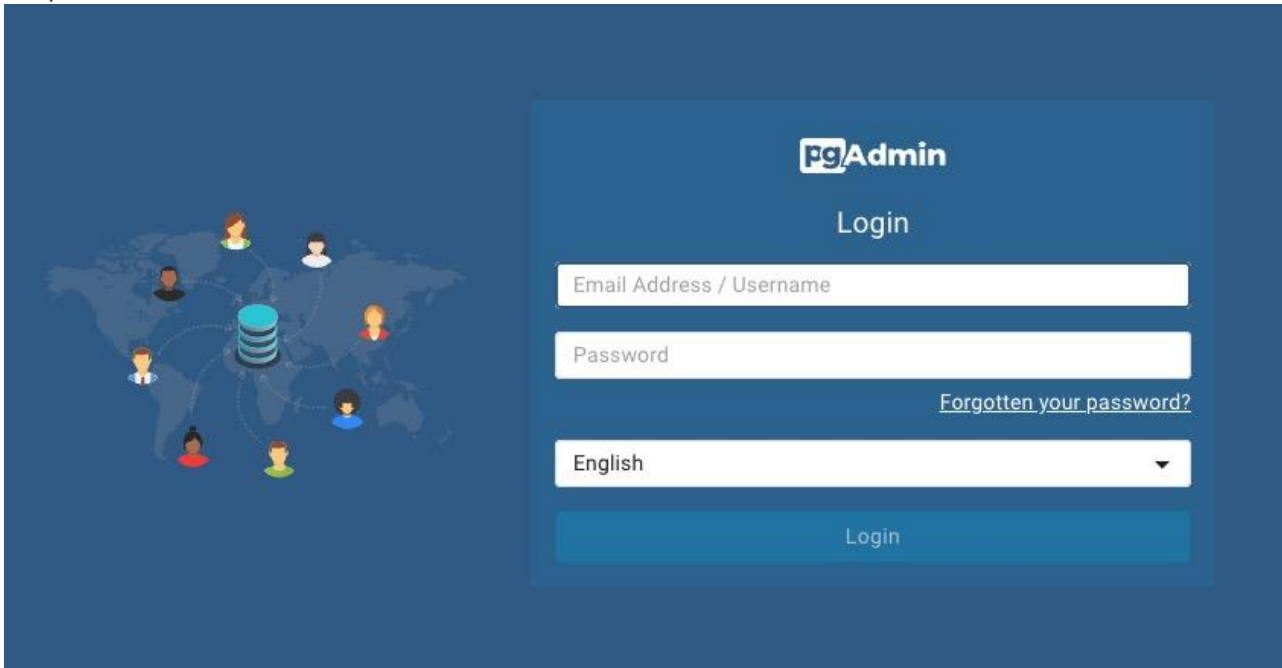 pgAdmin
Login
Email Address / Username
Password
Forgotten your password?
English
Login